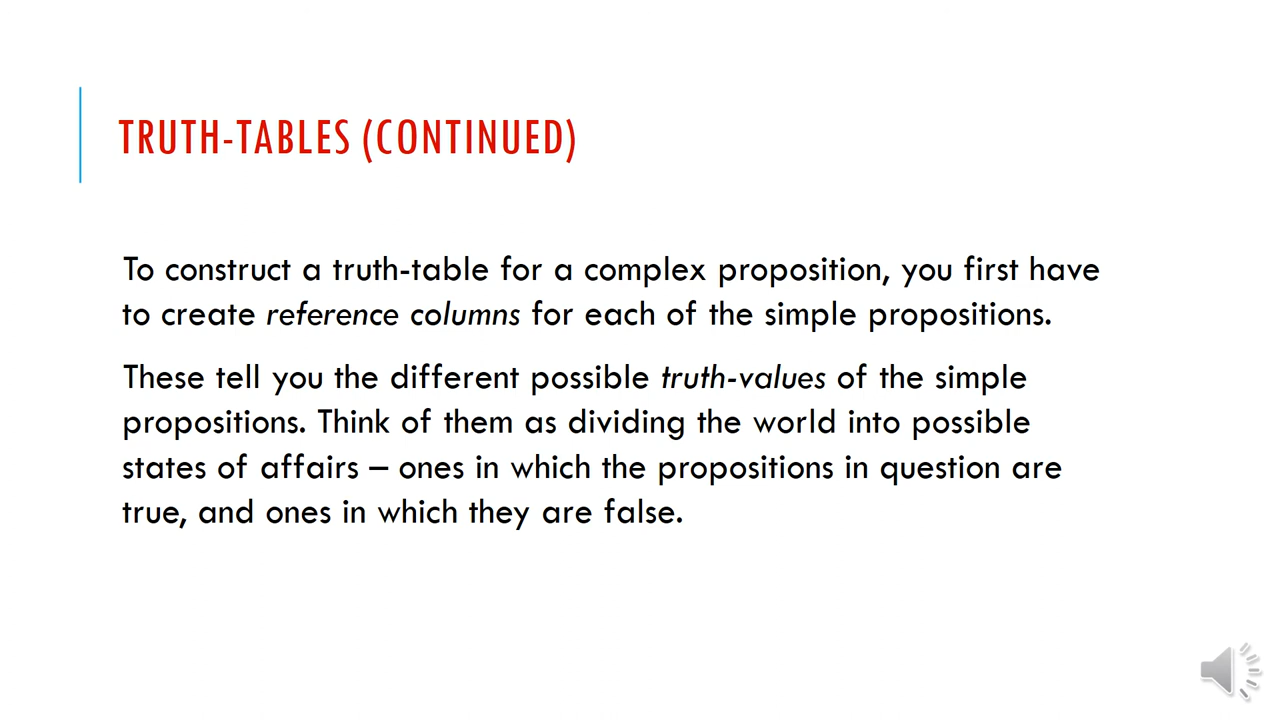 TRUTH-TABLES (CONTINUED)
To construct a truth-table for a complex proposition, you first have
to create reference columns for each of the simple propositions.
These tell you the different possible truth-values of the simple
propositions. Think of them as dividing the world into possible
states of affairs – ones in which the propositions in question are
true, and ones in which they are false.